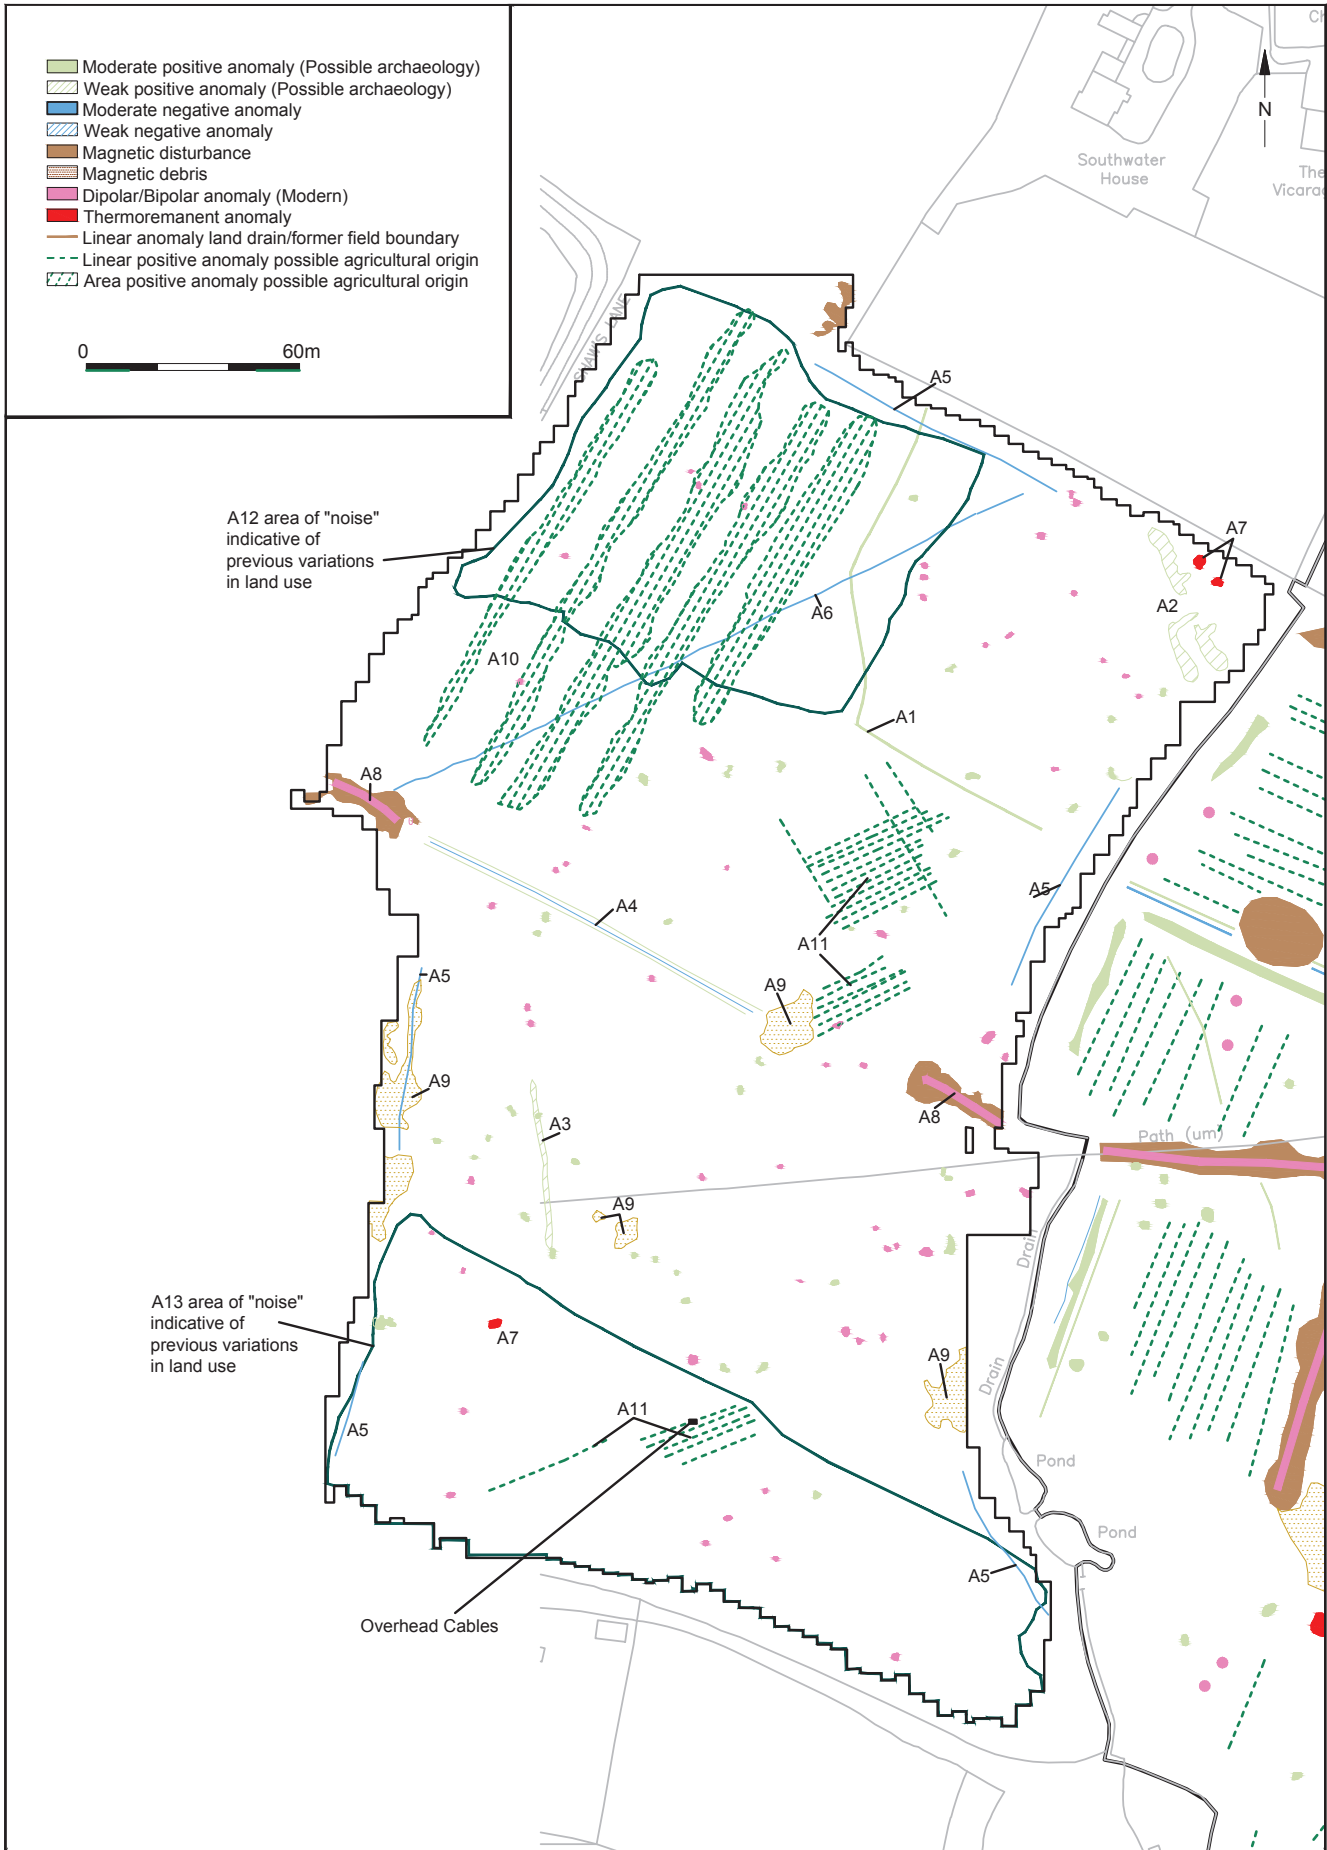 Moderate positive anomaly (Possible archaeology)
Weak positive anomaly (Possible archaeology)
Moderate negative anomaly
Weak negative anomaly
Magnetic disturbance
Magnetic debris
Dipolar/Bipolar anomaly (Modern)
Thermoremanent anomaly
Linear anomaly land drain/former field boundary
Linear positive anomaly possible agricultural origin
Area positive anomaly possible agricultural origin
0 60m
N
Southwater
House
The
LANE
A5
A12 area of "noise"
indicative of
previous variations
in land use
A7
A2
A6
A10
A1
A8
A5
A4
A11
A5
A9
A9
A3
A8
Path (um)
A9
Drain
A13 area of "noise"
indicative of
previous variations
in land use
A7
A9
Drain
A5
A11
Pond
Pond
A5
Overhead Cables